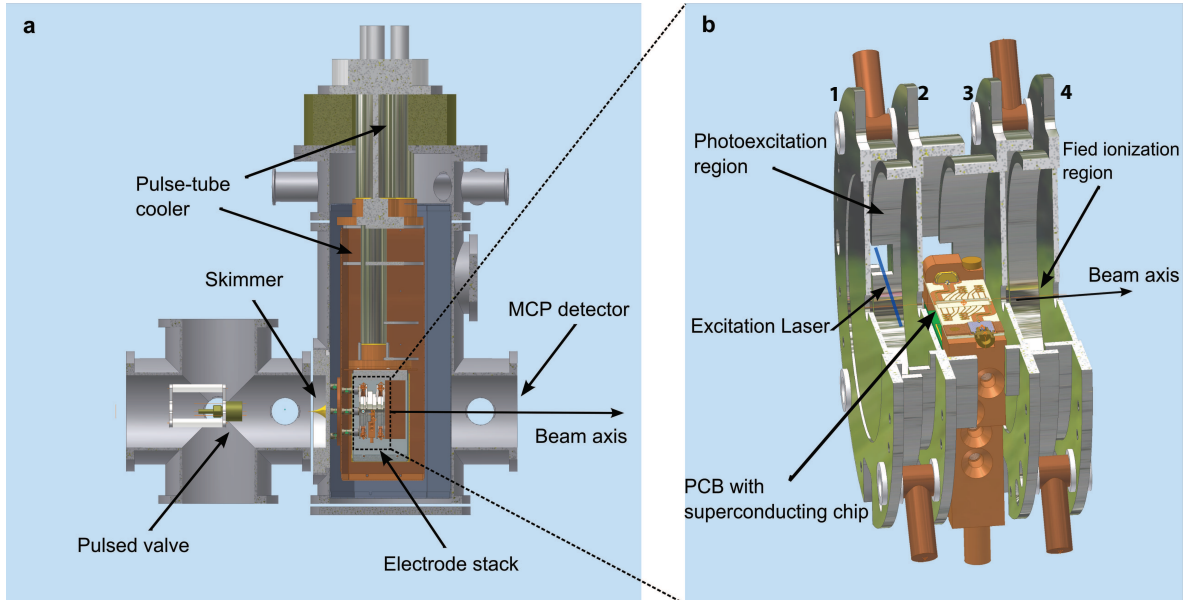 a
Pulse-tube
cooler
Skimmer
MCP detector
Beam axis
Pulsed valve
Electrode stack
b
1 2 3 4
Photoexcitation
region
Fied ionization
region
Beam axis
Excitation Laser
PCB with
superconducting chip